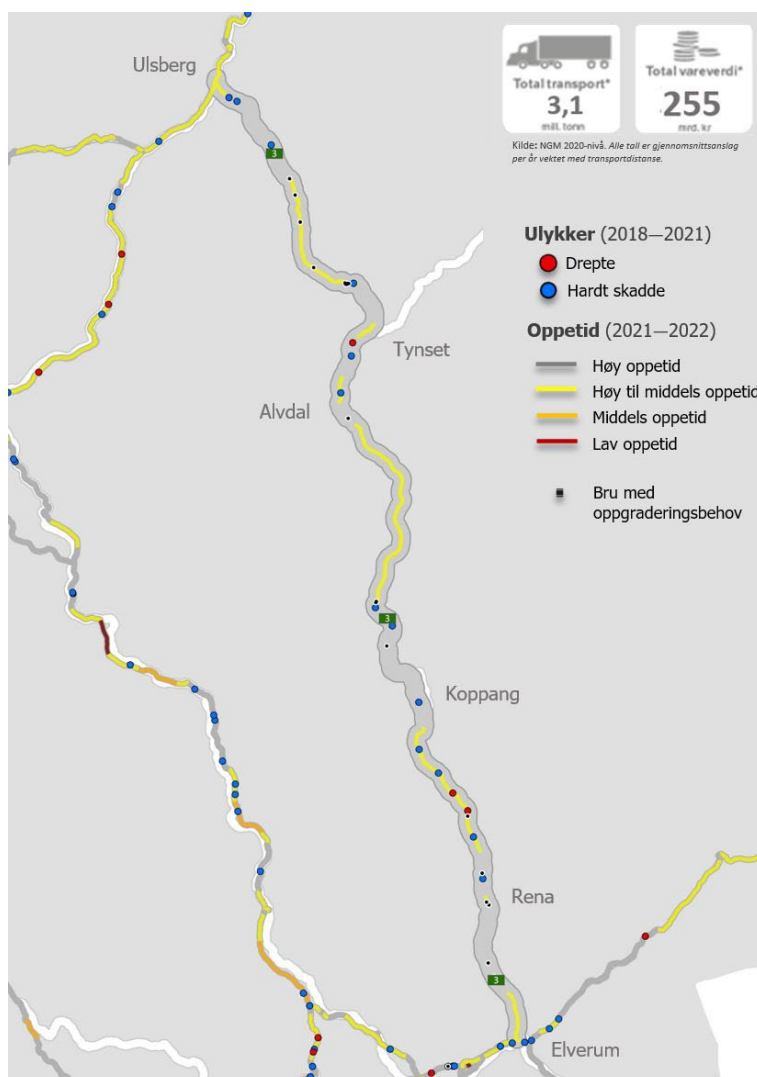 Ulsberg
Total transport*
3,1
mill. tonn
Total vareverdi*
255
mrd. kr
Kilde: NGM 2020-nivå. Alle tall er gjennomsnittsanslag
per år vektet med transportdistanse.
3
Ulykker (2018—2021)
Drepte
Hardt skadde
Oppetid (2021—2022)
Høy oppetid
Høy til middels oppetid
Middels oppetid
Lav oppetid
Bru med
oppgraderingsbehov
Tynset
Alvdal
3
Koppang
Rena
3
Elverum